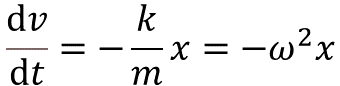 dv/dt = − k/m x = −ω²x